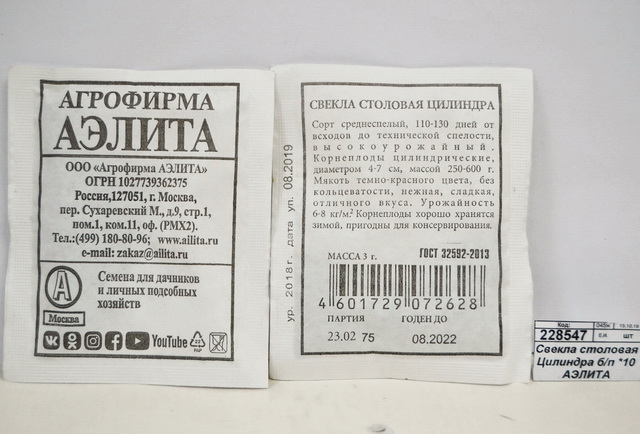 АГРОФИРМА
АЭЛИТА
ООО «Агрофирма АЭЛИТА»
ОГРН 1027739362375
Россия,127051, г. Москва,
пер. Сухаревский М., д.9, стр.1,
пом.1, ком.11, оф. (РМХ2).
Тел.:(499) 180-80-96; www.ailita.ru
e-mail: zakaz@ailita.ru
А
Семена для дачников
и личных подсобных
хозяйств
Москва
YouTube
PAP
СВЕКЛА СТОЛОВАЯ ЦИЛИНДРА
Сорт среднеспелый, 110-130 дней от
всходов до технической спелости,
высокоурожайный.
Корнеплоды цилиндрические,
диаметром 4-7 см, массой 250-600 г.
Мякоть темно-красного цвета, без
кольцеватости, нежная, сладкая,
отличного вкуса. Урожайность
6-8 кг/м². Корнеплоды хорошо хранятся
зимой, пригодны для консервирования.
ур. 2018г. дата уп. 08.2019
МАССА 3 г.
ГОСТ 32592-2013
4 601729 072628
ПАРТИЯ ГОДЕН ДО
23.02 75 08.2022
Код:
228547 шт
Свекла столовая
Цилиндра б/п *10
АЭЛИТА